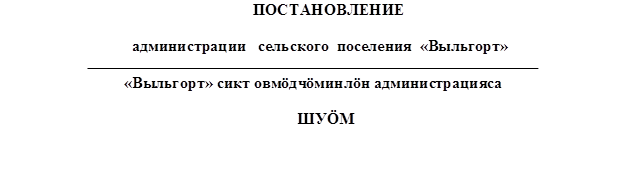 ПОСТАНОВЛЕНИЕ
администрации сельского поселения «Выльгорт»
«Выльгорт» сикт овмӧдчӧминлӧн администрацияса
ШУӦМ